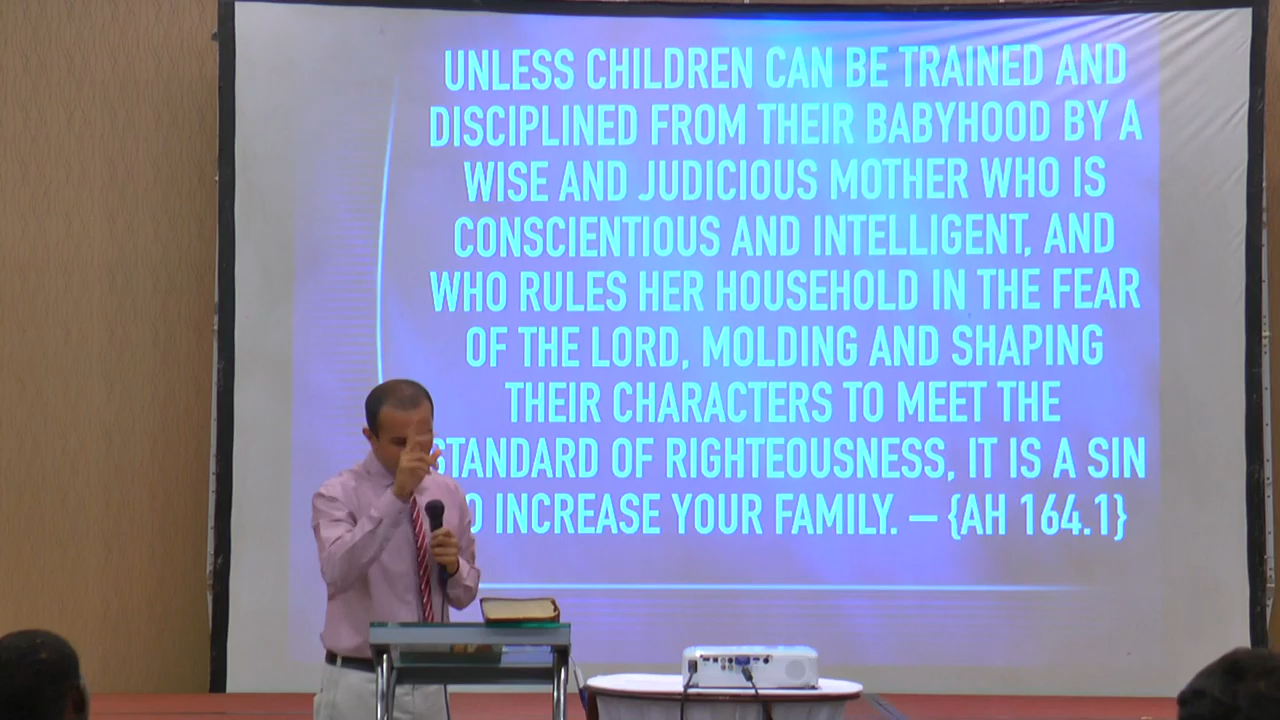 UNLESS CHILDREN CAN BE TRAINED AND
DISCIPLINED FROM THEIR BABYHOOD BY A
WISE AND JUDICIOUS MOTHER WHO IS
CONSCIENTIOUS AND INTELLIGENT, AND
WHO RULES HER HOUSEHOLD IN THE FEAR
OF THE LORD, MOLDING AND SHAPING
THEIR CHARACTERS TO MEET THE
STANDARD OF RIGHTEOUSNESS, IT IS A SIN
INCREASE YOUR FAMILY. – {AH 164.1}